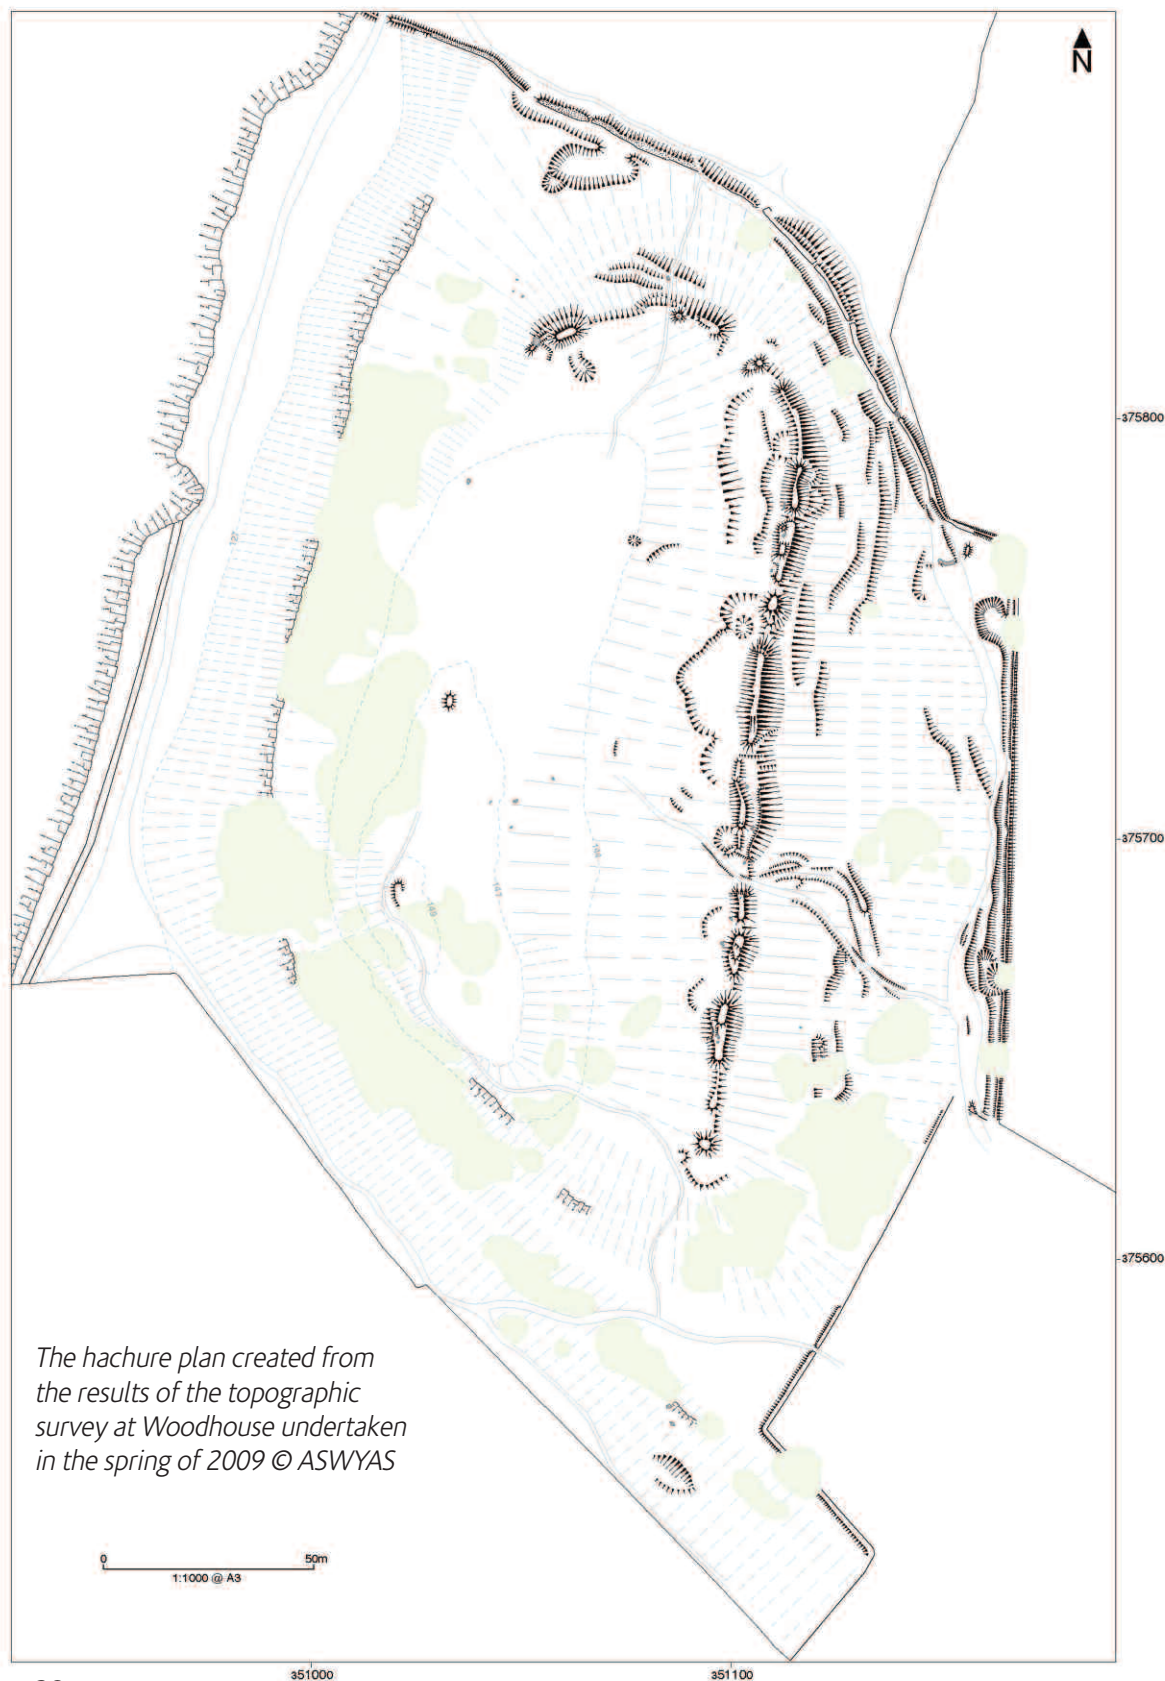 N
375800
375700
375600
The hachure plan created from
the results of the topographic
survey at Woodhouse undertaken
in the spring of 2009 © ASWYAS
0 50m
1:1000 @ A3
351000 351100